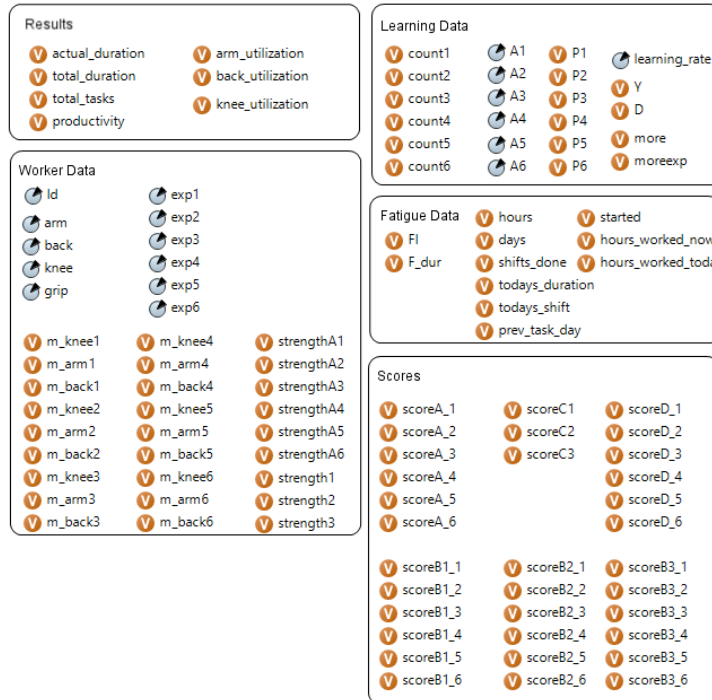 Results
actual_duration
total_duration
total_tasks
productivity
arm_utilization
back_utilization
knee_utilization
Learning Data
count1
count2
count3
count4
count5
count6
A1
A2
A3
A4
A5
A6
P1
P2
P3
P4
P5
P6
learning_rate
Y
D
more
moreexp
Worker Data
Id
arm
back
knee
grip
exp1
exp2
exp3
exp4
exp5
exp6
m_knee1
m_arm1
m_back1
m_knee2
m_arm2
m_back2
m_knee3
m_arm3
m_back3
m_knee4
m_arm4
m_back4
m_knee5
m_arm5
m_back5
m_knee6
m_arm6
m_back6
strengthA1
strengthA2
strengthA3
strengthA4
strengthA5
strengthA6
strength1
strength2
strength3
Fatigue Data
FI
F_dur
hours
days
shifts_done
todays_duration
todays_shift
prev_task_day
started
hours_worked_now
hours_worked_toda
Scores
scoreA_1
scoreA_2
scoreA_3
scoreA_4
scoreA_5
scoreA_6
scoreC1
scoreC2
scoreC3
scoreD_1
scoreD_2
scoreD_3
scoreD_4
scoreD_5
scoreD_6
scoreB1_1
scoreB1_2
scoreB1_3
scoreB1_4
scoreB1_5
scoreB1_6
scoreB2_1
scoreB2_2
scoreB2_3
scoreB2_4
scoreB2_5
scoreB2_6
scoreB3_1
scoreB3_2
scoreB3_3
scoreB3_4
scoreB3_5
scoreB3_6